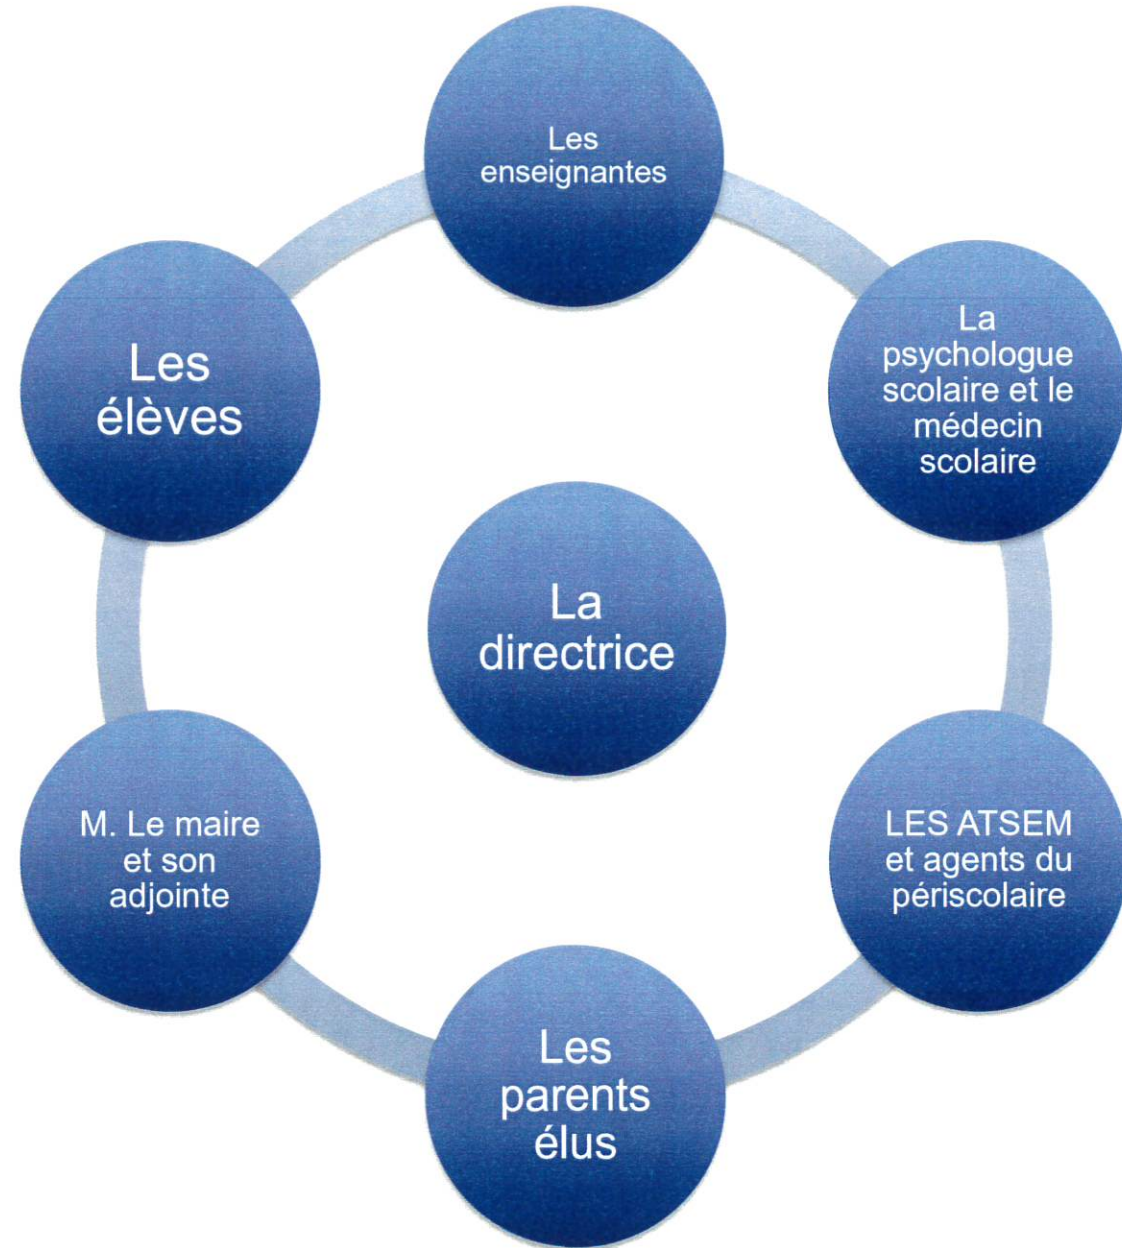 Les
enseignantes
La
psychologue
scolaire et le
médecin
scolaire
Les
élèves
La
directrice
M. Le maire
et son
adjointe
LES ATSEM
et agents du
périscolaire
Les
parents
élus